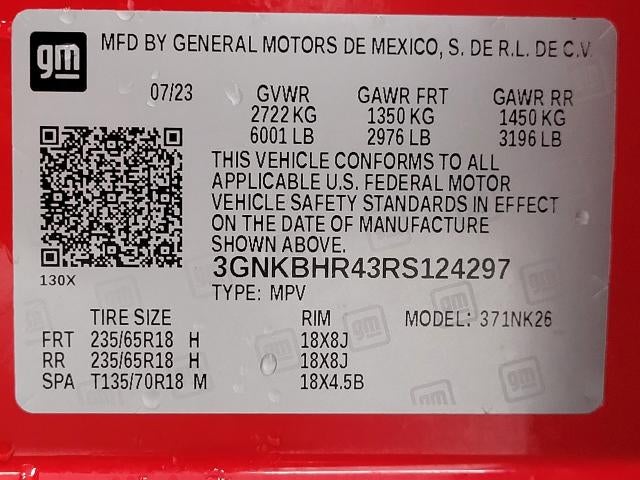 gm MFD BY GENERAL MOTORS DE MEXICO, S. DE R.L. DE C.V.
07/23 GVWR GAWR FRT GAWR RR
2722 KG 1350 KG 1450 KG
6001 LB 2976 LB 3196 LB
THIS VEHICLE CONFORMS TO ALL
APPLICABLE U.S. FEDERAL MOTOR
VEHICLE SAFETY STANDARDS IN EFFECT
ON THE DATE OF MANUFACTURE
SHOWN ABOVE.
3GNKBHR43RS124297
130X
TYPE: MPV
TIRE SIZE RIM MODEL: 371NK26
FRT 235/65R18 H 18X8J
RR 235/65R18 H 18X8J
SPA T135/70R18 M 18X4.5B